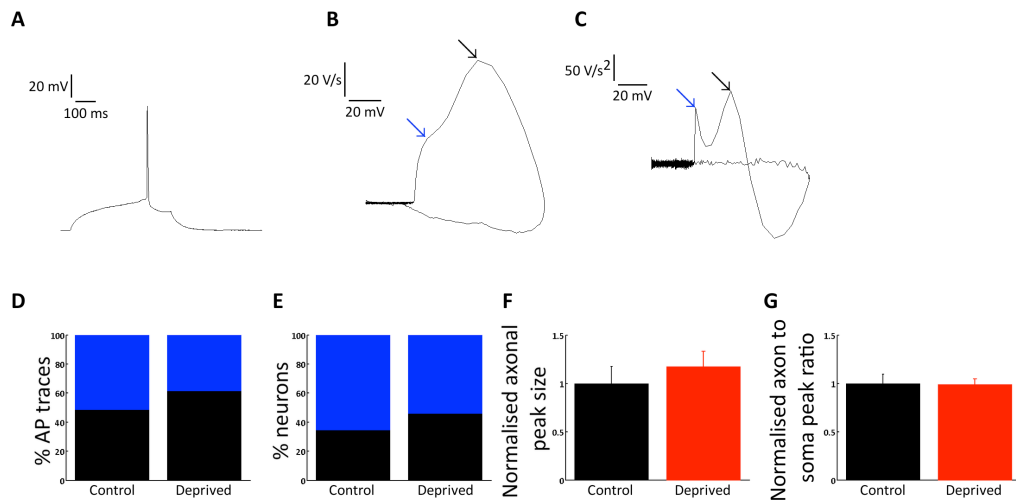 A
20 mV
100 ms
B
20 V/s
20 mV
C
50 V/s2
20 mV
D
% AP traces
100
80
60
40
20
0
Control Deprived
E
% neurons
100
80
60
40
20
0
Control Deprived
F
Normalised axonal
peak size
1.5
1
0.5
0
Control Deprived
G
Normalised axon to
soma peak ratio
1.5
1
0.5
0
Control Deprived